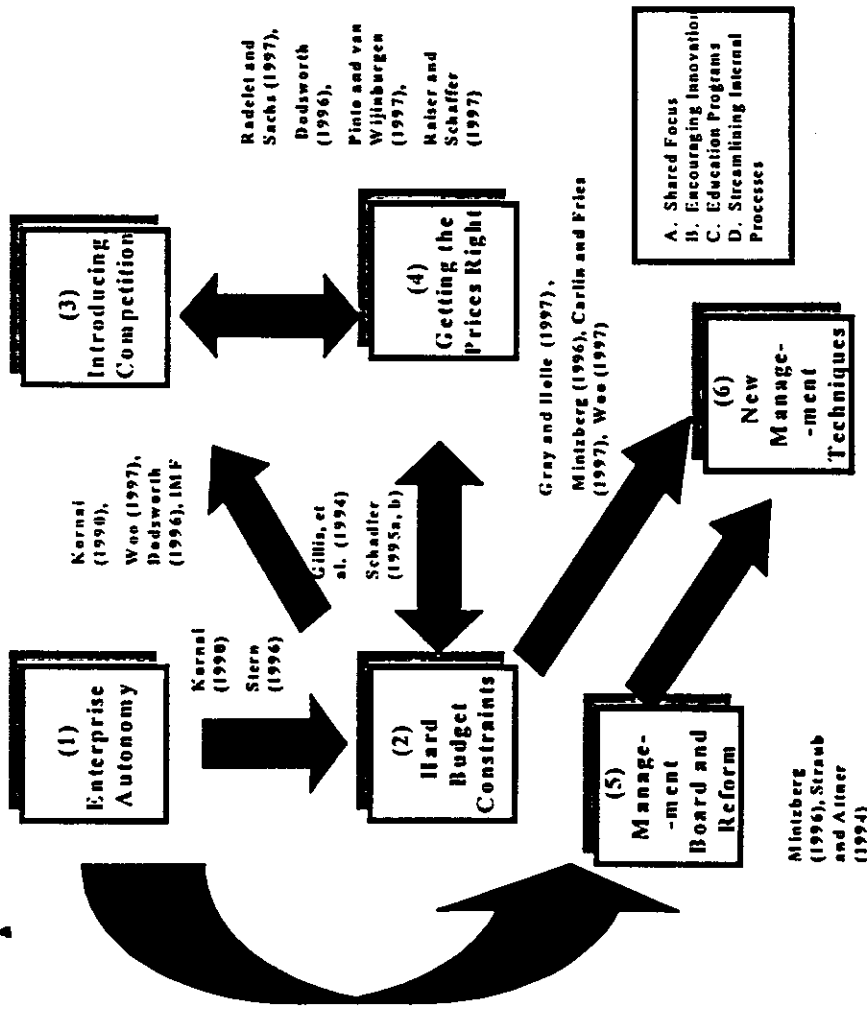 (1)
Enterprise
Autonomy
Kornai
(1990),
Woo (1997),
Dodsworth
(1996), IMF
(3)
Introducing
Competition
Kornai
(1990)
Stern
(1996)
Gillis, et
al. (1994)
Schaffer
(1995a, b)
Radelet and
Sachs (1997),
Dodsworth
(1996),
Pinto and van
Wijinburgen
(1997),
Raiser and
Schaffer
(1997)
(2)
Hard
Budget
Constraints
(4)
Getting the
Prices Right
Gray and Holle (1997),
Mintzberg (1996), Carlin and Fries
(1997), Woo (1997)
(5)
Manage-
-ment
Board and
Reform
(6)
New
Manage-
-ment
Techniques
A. Shared Focus
B. Encouraging Innovation
C. Education Programs
D. Streamlining Internal
Processes
Mintzberg
(1996), Straub
and Attner
(1994)